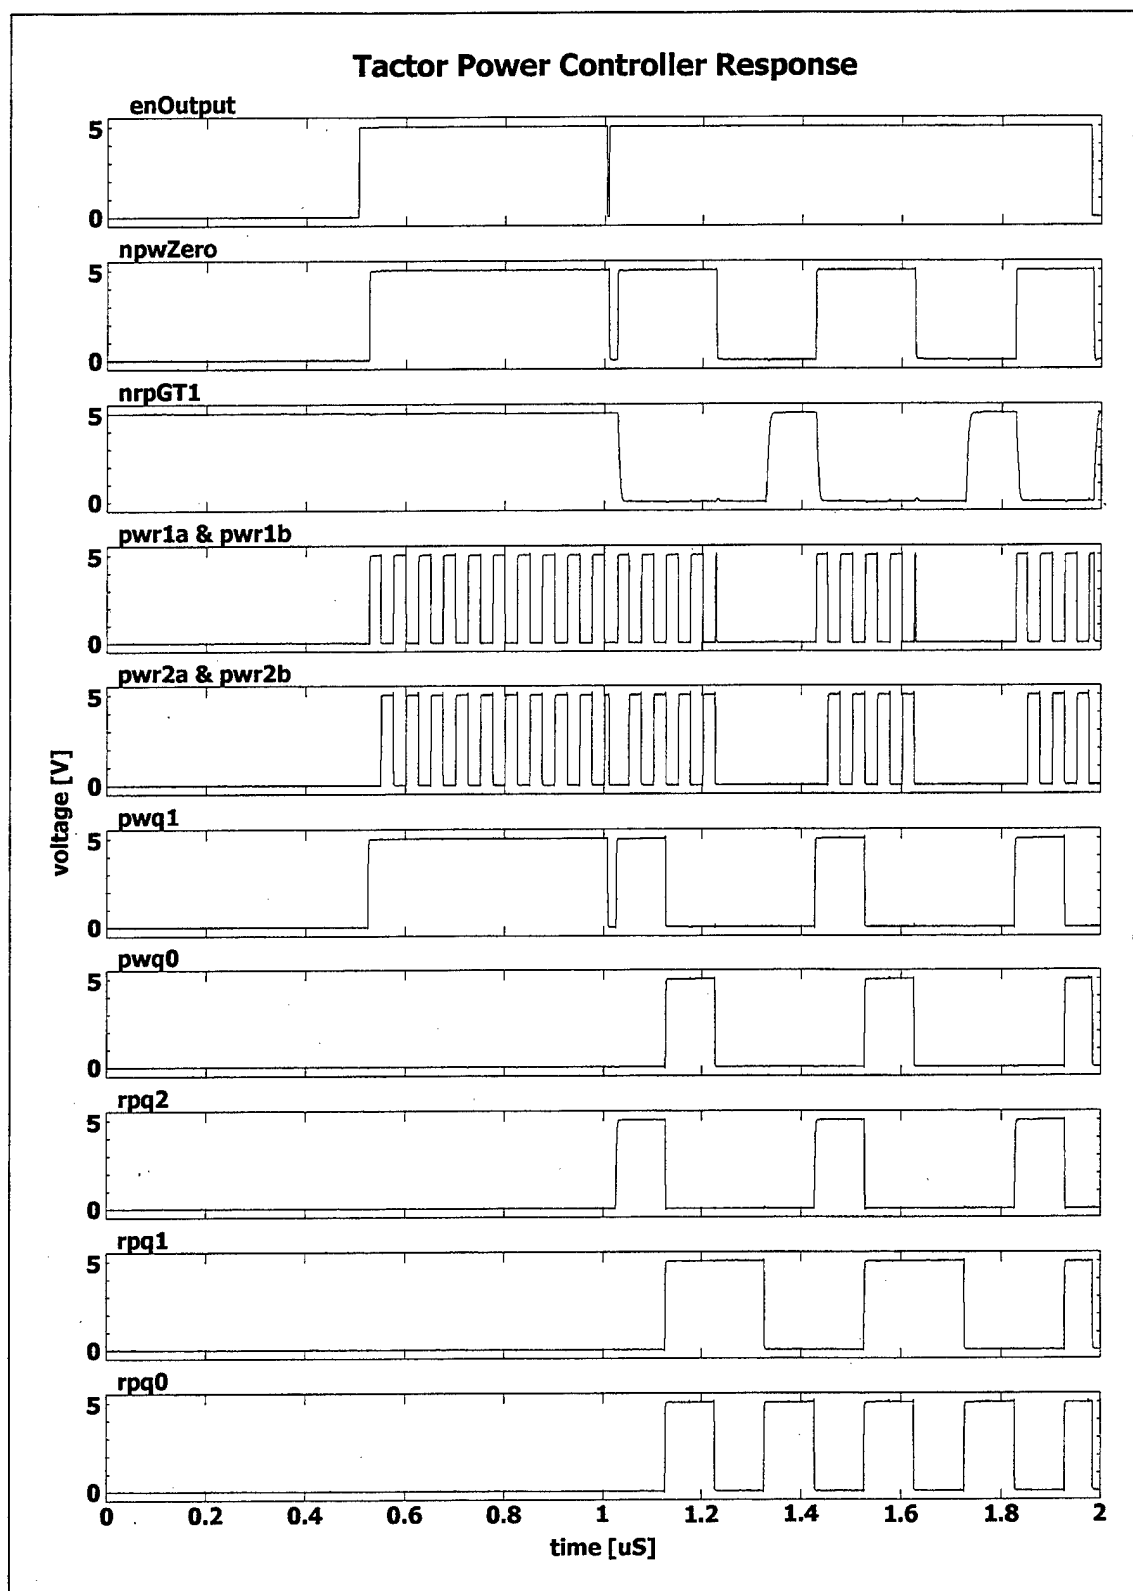 Tactor Power Controller Response
enOutput
5
0
npwZero
5
0
nrpGT1
5
0
pwr1a & pwr1b
5
0
pwr2a & pwr2b
5
0
voltage [V]
pwq1
5
0
pwq0
5
0
rpq2
5
0
rpq1
5
0
rpq0
5
0
0 0.2 0.4 0.6 0.8 1 1.2 1.4 1.6 1.8 2
time [uS]